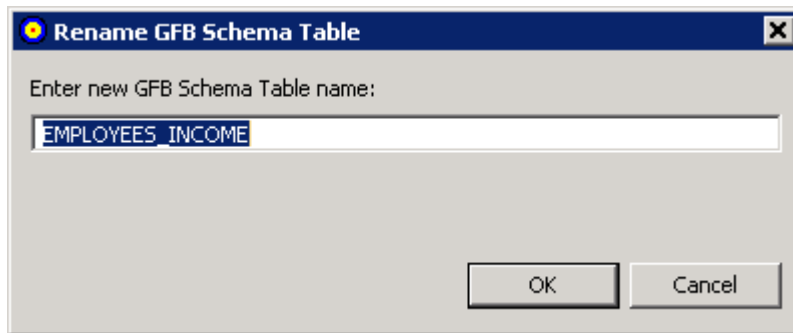 Rename GFB Schema Table
Enter new GFB Schema Table name:
EMPLOYEES_INCOME
OK Cancel